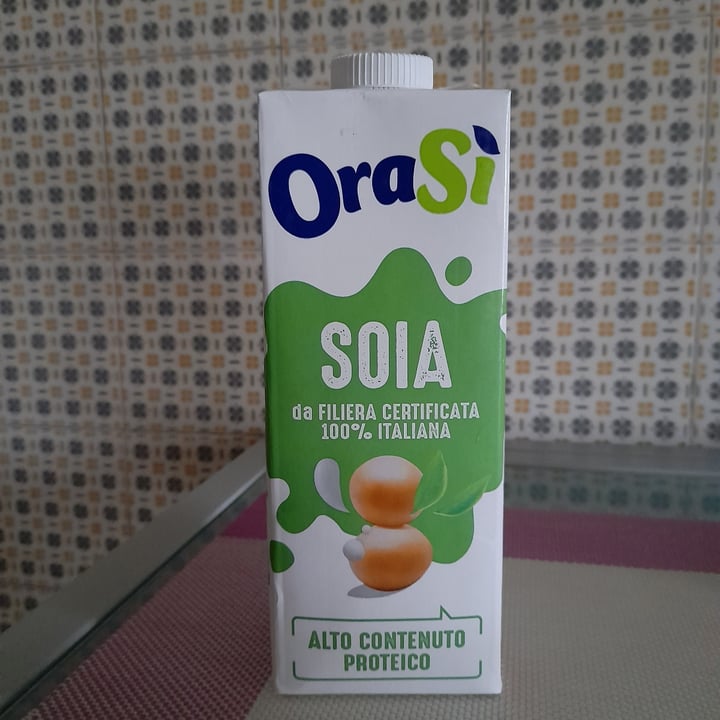 OraSì
SOIA
da FILIERA CERTIFICATA
100% ITALIANA
ALTO CONTENUTO
PROTEICO